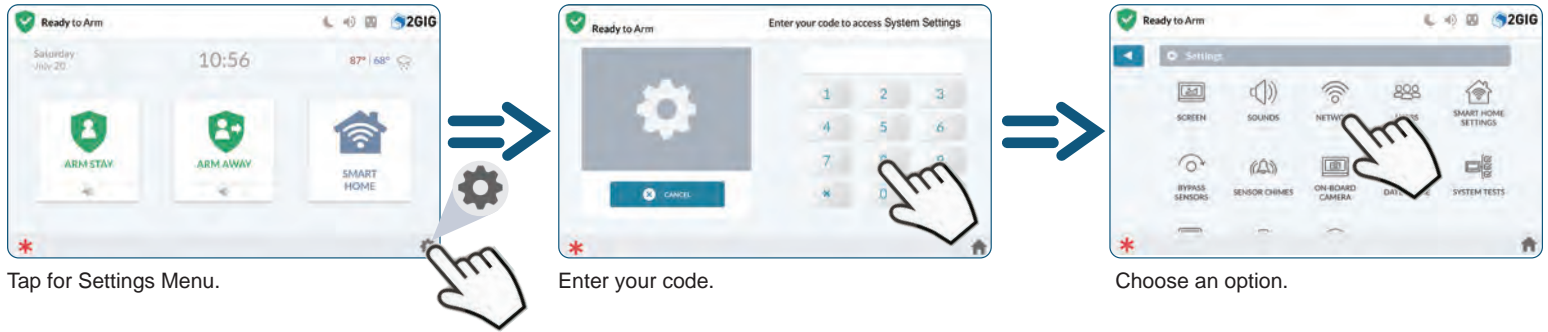 Ready to Arm
2GIG
Saturday
July 20
10:56
87° 68°
ARM STAY
ARM AWAY
SMART
HOME
Tap for Settings Menu.
Ready to Arm
Enter your code to access System Settings
1 2 3
4 5 6
7 9
* 0
CANCEL
Enter your code.
Ready to Arm
2GIG
Settings
SCREEN
SOUNDS
SMART HOME
SETTINGS
BYPASS
SENSORS
SENSOR CHIMES
ON-BOARD
CAMERA
SYSTEM TESTS
Choose an option.